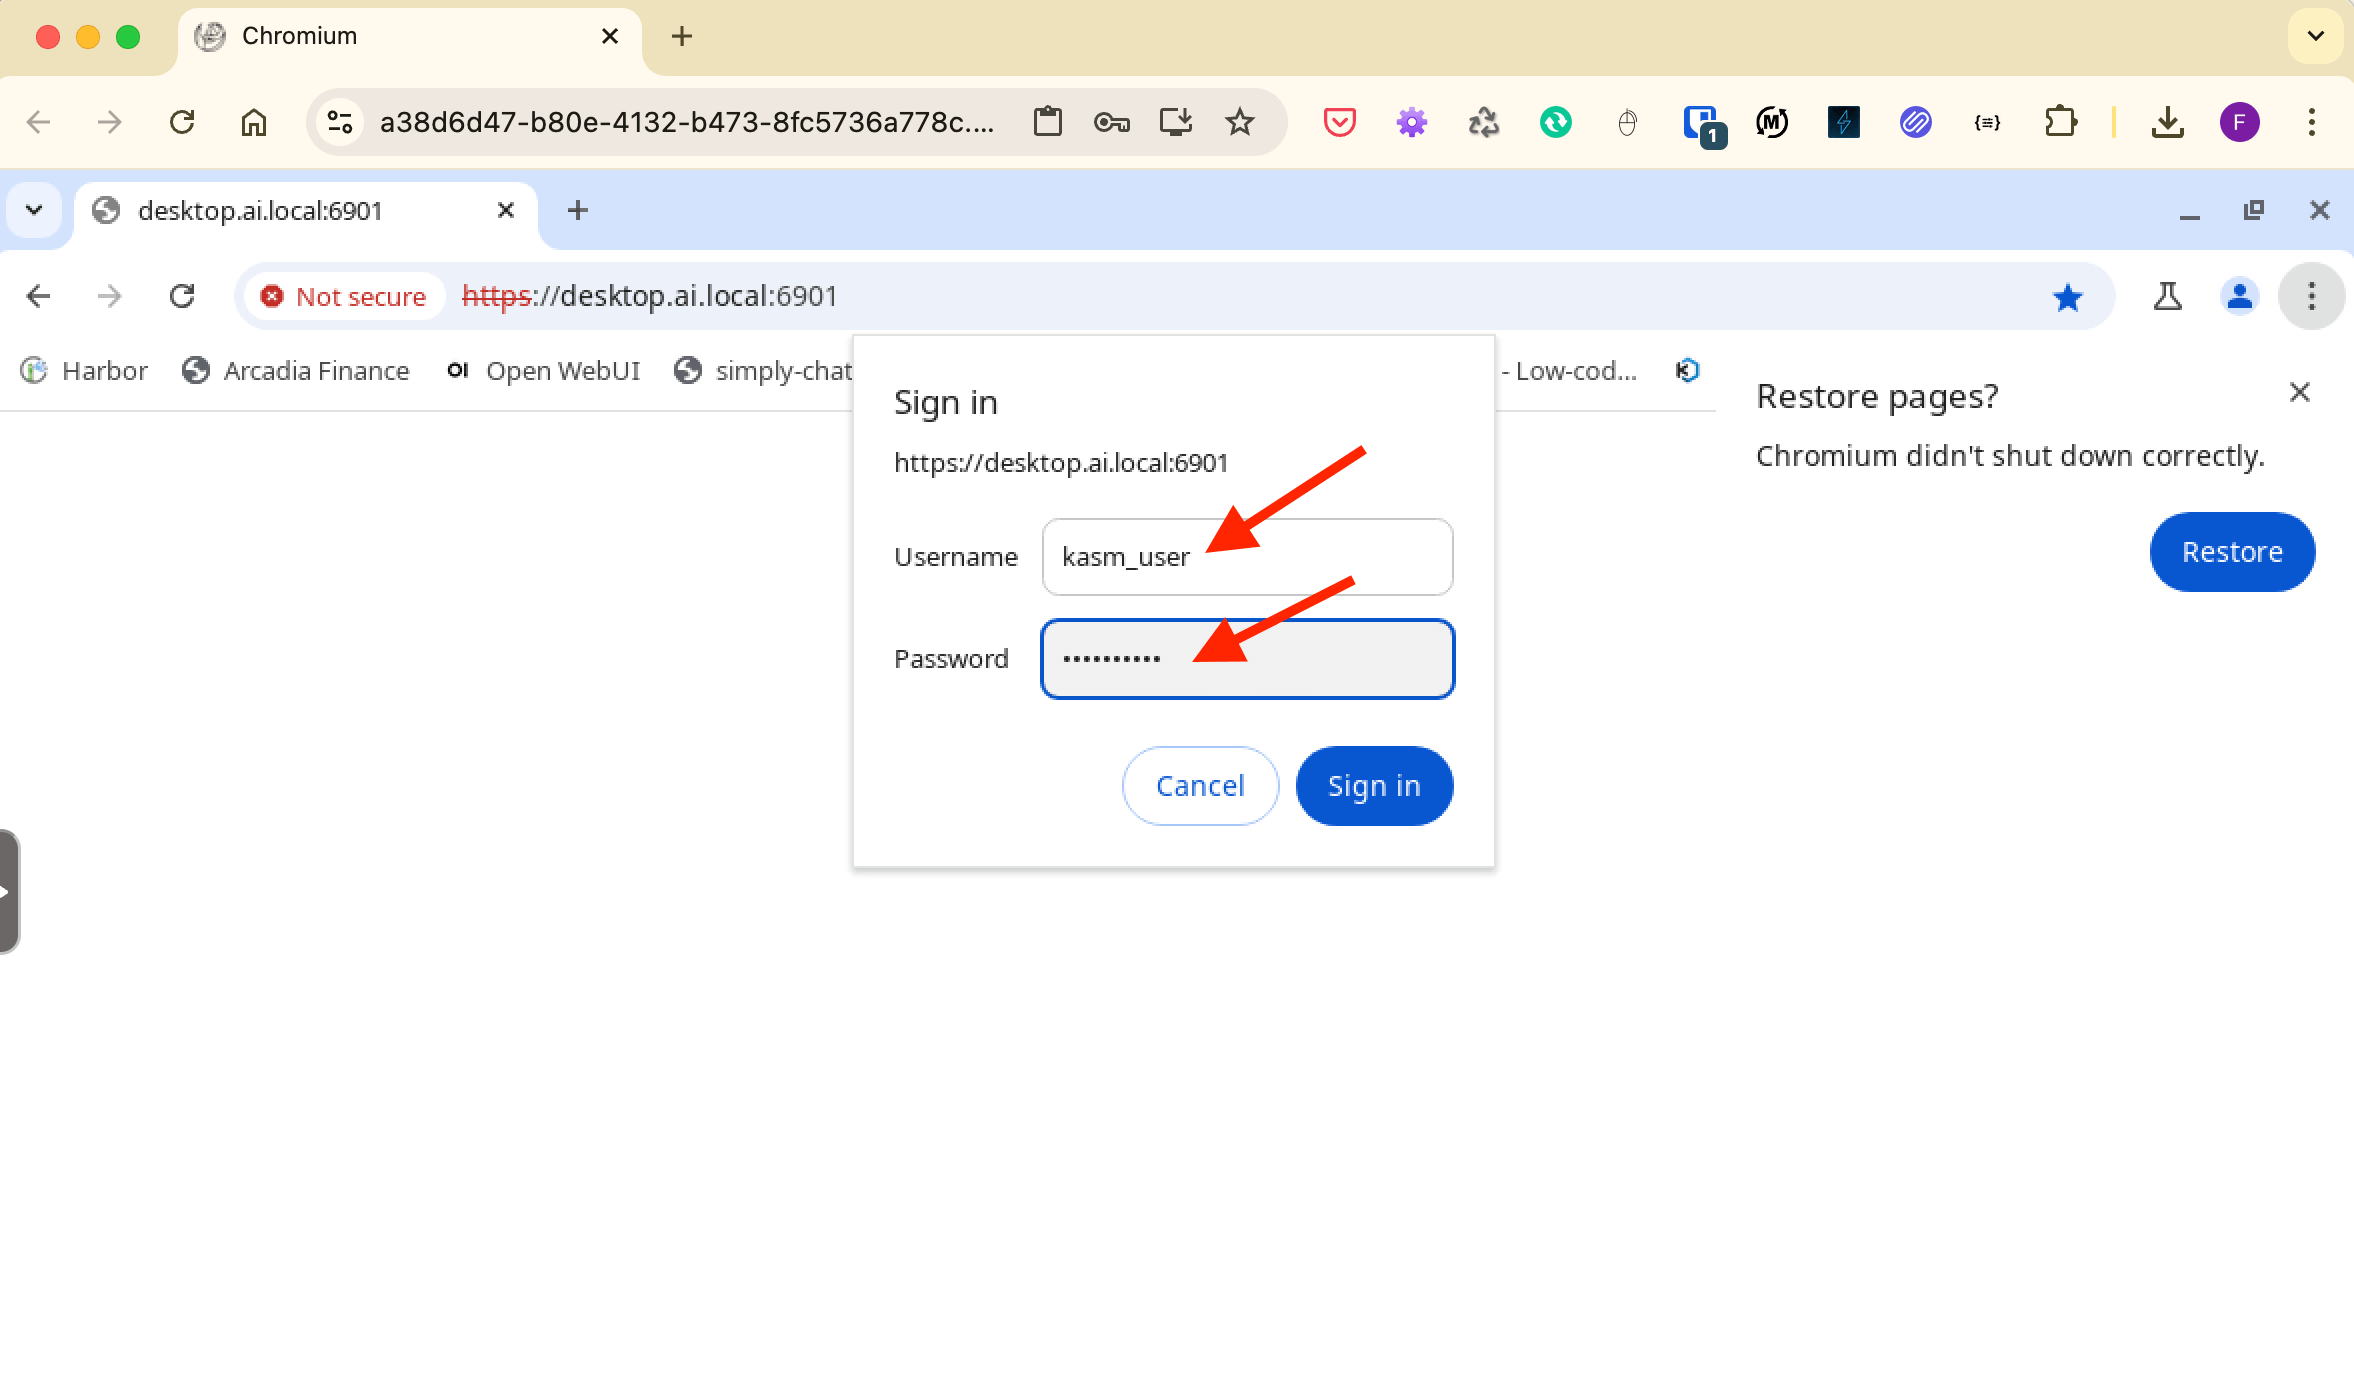 Chromium
a38d6d47-b80e-4132-b473-8fc5736a778c....
1
M
{≡}
F
desktop.ai.local:6901
Not secure https://desktop.ai.local:6901
Harbor Arcadia Finance OI Open WebUI simply-chat - Low-cod...
Restore pages?
Chromium didn't shut down correctly.
Restore
Sign in
https://desktop.ai.local:6901
Username kasm_user
Password ••••••••••
Cancel Sign in